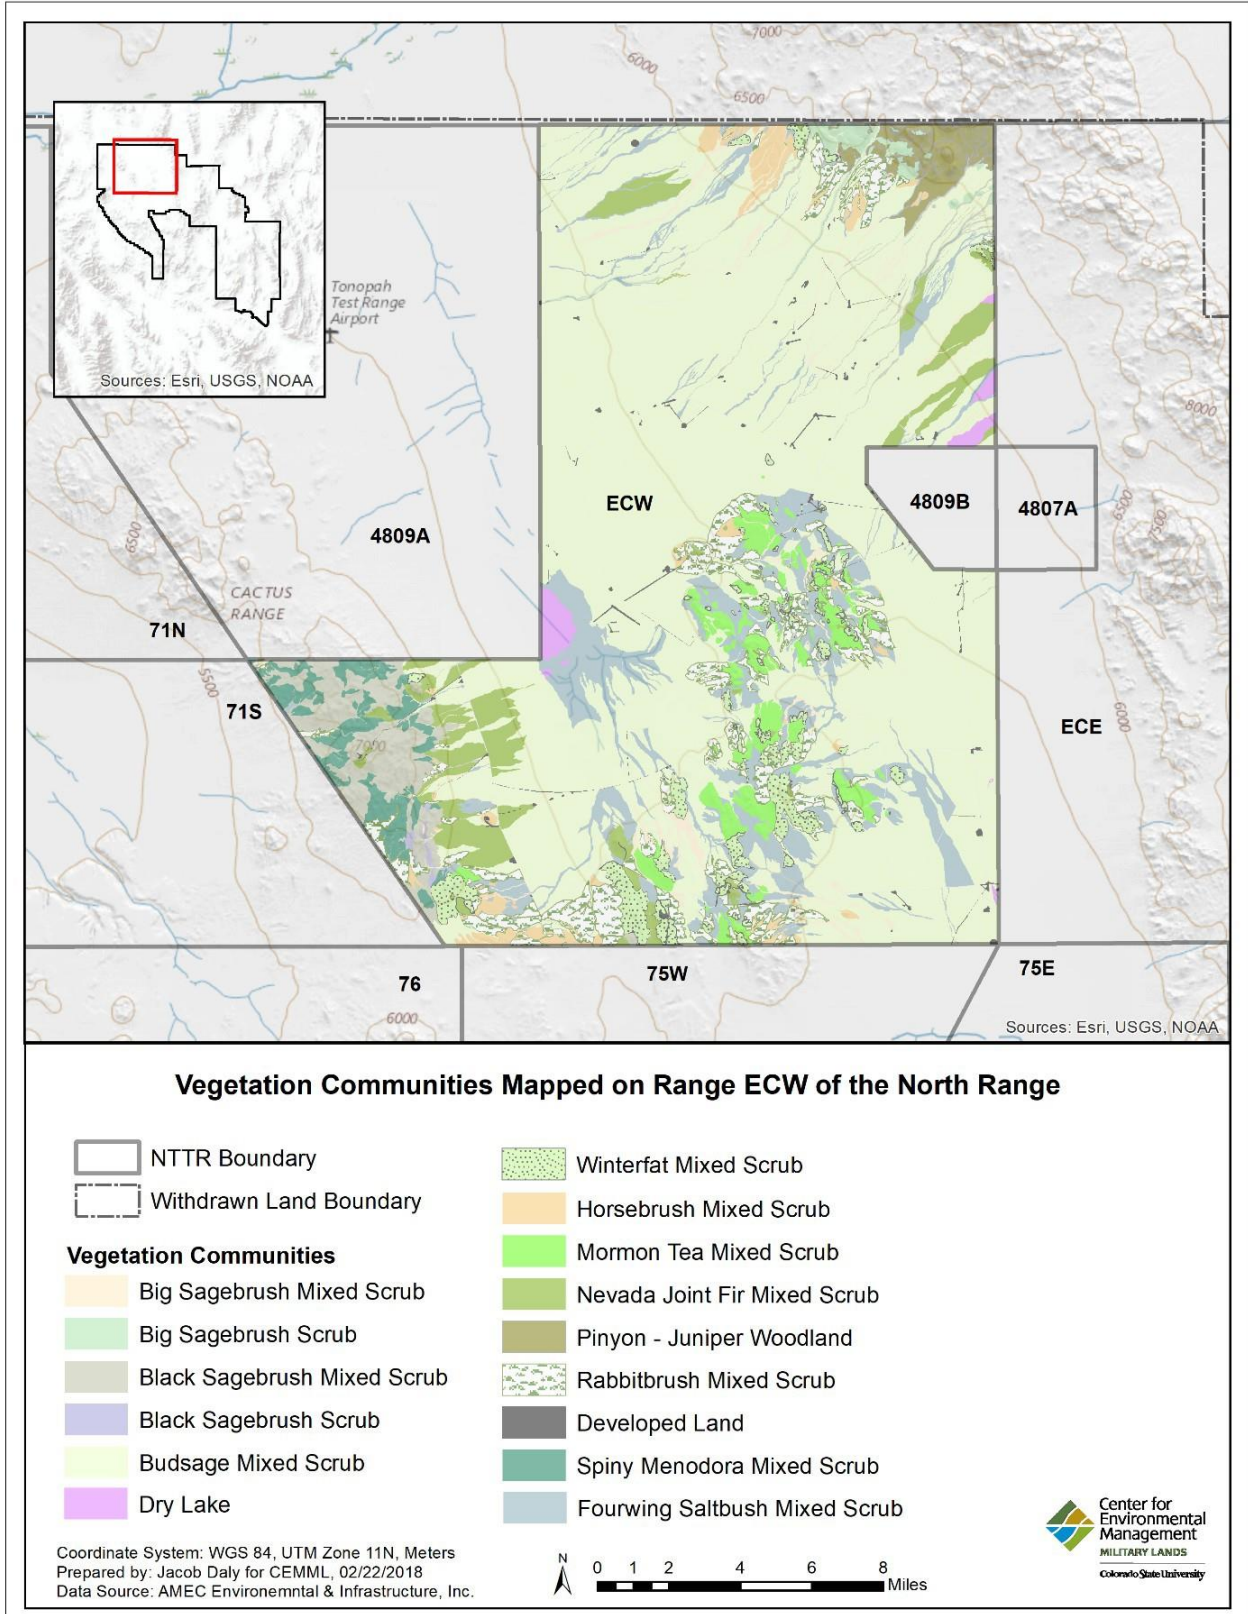 7000
6000
6500
Tonopah
Test Range
Airport
Sources: Esri, USGS, NOAA
8000
ECW
4809B
4807A
6500
7500
4809A
6500
CACTUS
RANGE
71N
5500
71S
7000
ECE
6000
76
75W
75E
6000
Sources: Esri, USGS, NOAA
Vegetation Communities Mapped on Range ECW of the North Range
NTTR Boundary
Withdrawn Land Boundary
Vegetation Communities
Big Sagebrush Mixed Scrub
Big Sagebrush Scrub
Black Sagebrush Mixed Scrub
Black Sagebrush Scrub
Budsage Mixed Scrub
Dry Lake
Winterfat Mixed Scrub
Horsebrush Mixed Scrub
Mormon Tea Mixed Scrub
Nevada Joint Fir Mixed Scrub
Pinyon - Juniper Woodland
Rabbitbrush Mixed Scrub
Developed Land
Spiny Menodora Mixed Scrub
Fourwing Saltbush Mixed Scrub
Coordinate System: WGS 84, UTM Zone 11N, Meters
Prepared by: Jacob Daly for CEMML, 02/22/2018
Data Source: AMEC Environemntal & Infrastructure, Inc.
N
0 1 2 4 6 8
Miles
Center for
Environmental
Management
MILITARY LANDS
Colorado State University